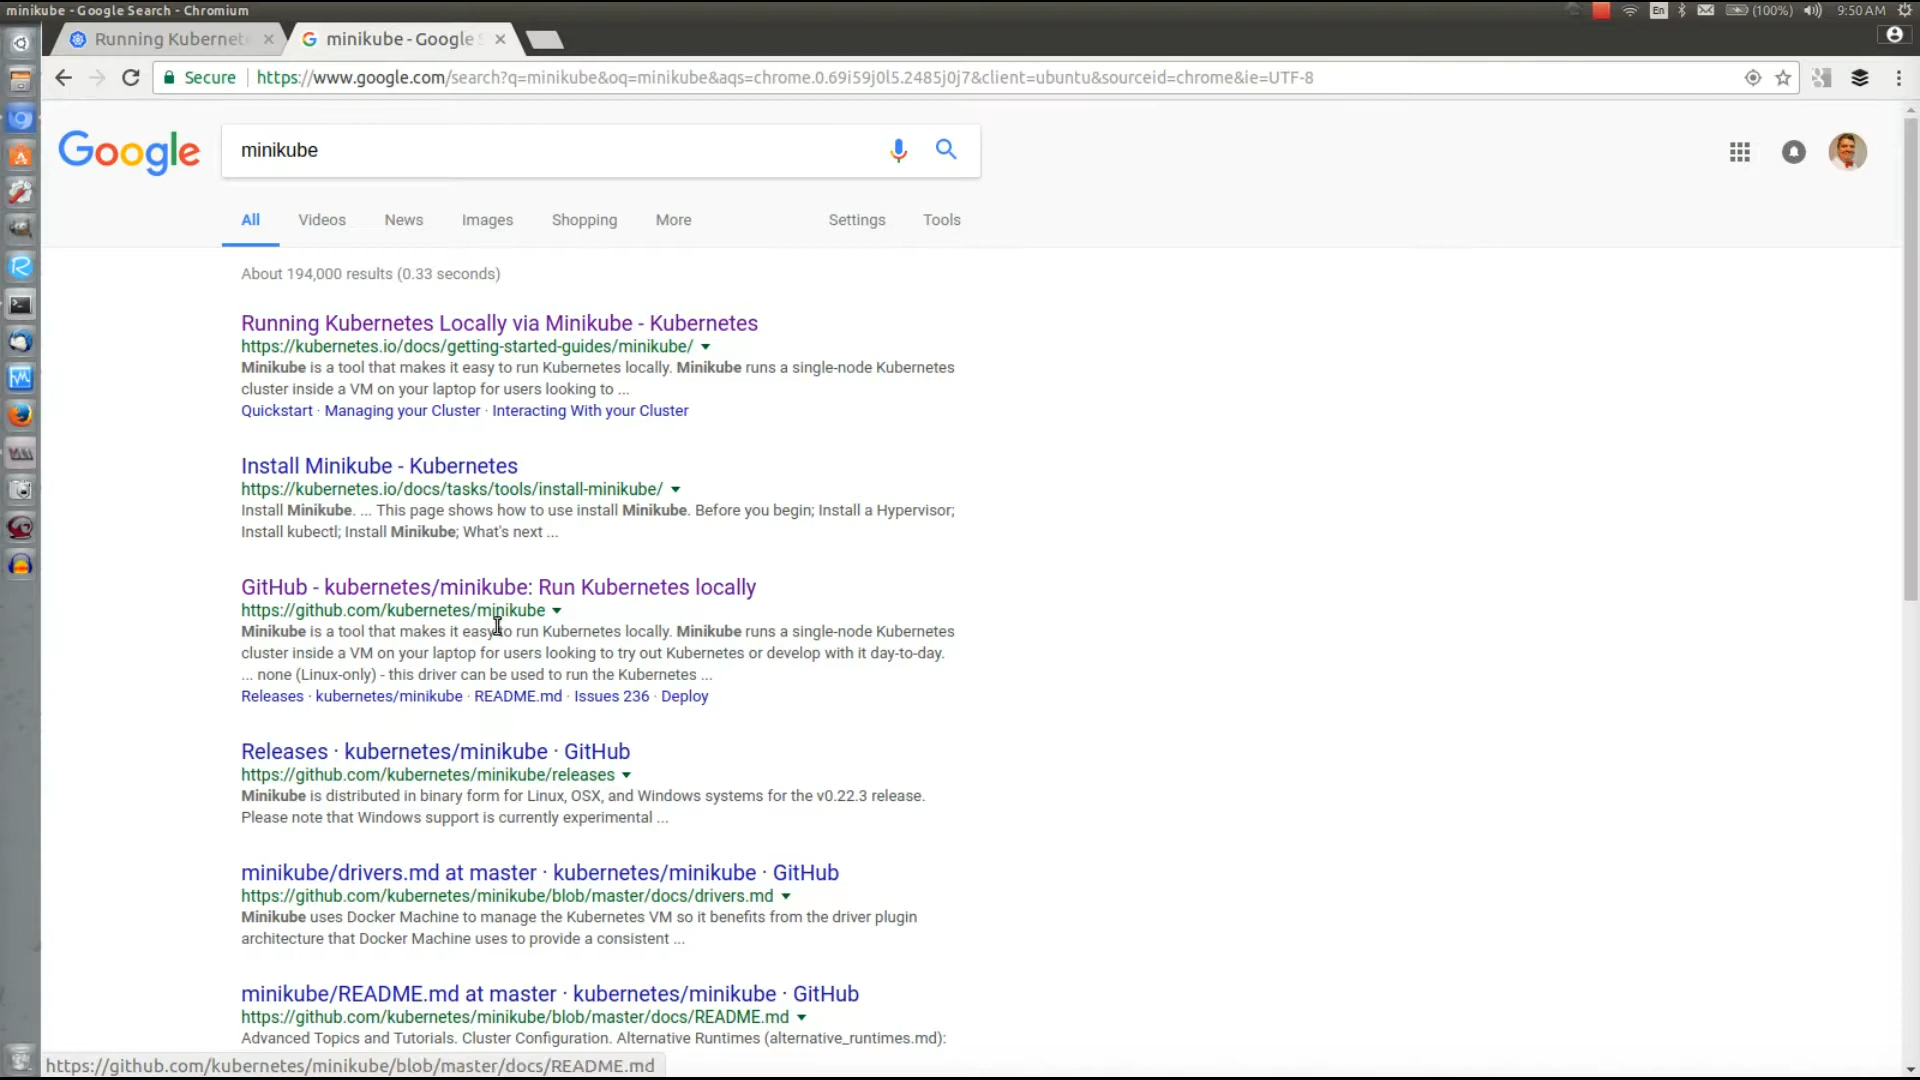 minikube - Google Search - Chromium
En
(100%)
9:50 AM
Running Kubernet
minikube - Google S
Secure
https://www.google.com/search?q=minikube&oq=minikube&aqs=chrome.0.69i59j0l5.2485j0j7&client=ubuntu&sourceid=chrome&ie=UTF-8
Google
minikube
All Videos News Images Shopping More Settings Tools
About 194,000 results (0.33 seconds)
Running Kubernetes Locally via Minikube - Kubernetes
https://kubernetes.io/docs/getting-started-guides/minikube/
Minikube is a tool that makes it easy to run Kubernetes locally. Minikube runs a single-node Kubernetes
cluster inside a VM on your laptop for users looking to ...
Quickstart · Managing your Cluster · Interacting With your Cluster
Install Minikube - Kubernetes
https://kubernetes.io/docs/tasks/tools/install-minikube/
Install Minikube. ... This page shows how to use install Minikube. Before you begin; Install a Hypervisor;
Install kubectl; Install Minikube; What's next ...
GitHub - kubernetes/minikube: Run Kubernetes locally
https://github.com/kubernetes/minikube
Minikube is a tool that makes it easy to run Kubernetes locally. Minikube runs a single-node Kubernetes
cluster inside a VM on your laptop for users looking to try out Kubernetes or develop with it day-to-day.
... none (Linux-only) - this driver can be used to run the Kubernetes ...
Releases · kubernetes/minikube · README.md · Issues 236 · Deploy
Releases · kubernetes/minikube · GitHub
https://github.com/kubernetes/minikube/releases
Minikube is distributed in binary form for Linux, OSX, and Windows systems for the v0.22.3 release.
Please note that Windows support is currently experimental ...
minikube/drivers.md at master · kubernetes/minikube · GitHub
https://github.com/kubernetes/minikube/blob/master/docs/drivers.md
Minikube uses Docker Machine to manage the Kubernetes VM so it benefits from the driver plugin
architecture that Docker Machine uses to provide a consistent ...
minikube/README.md at master · kubernetes/minikube · GitHub
https://github.com/kubernetes/minikube/blob/master/docs/README.md
Advanced Topics and Tutorials. Cluster Configuration. Alternative Runtimes (alternative_runtimes.md):
https://github.com/kubernetes/minikube/blob/master/docs/README.md